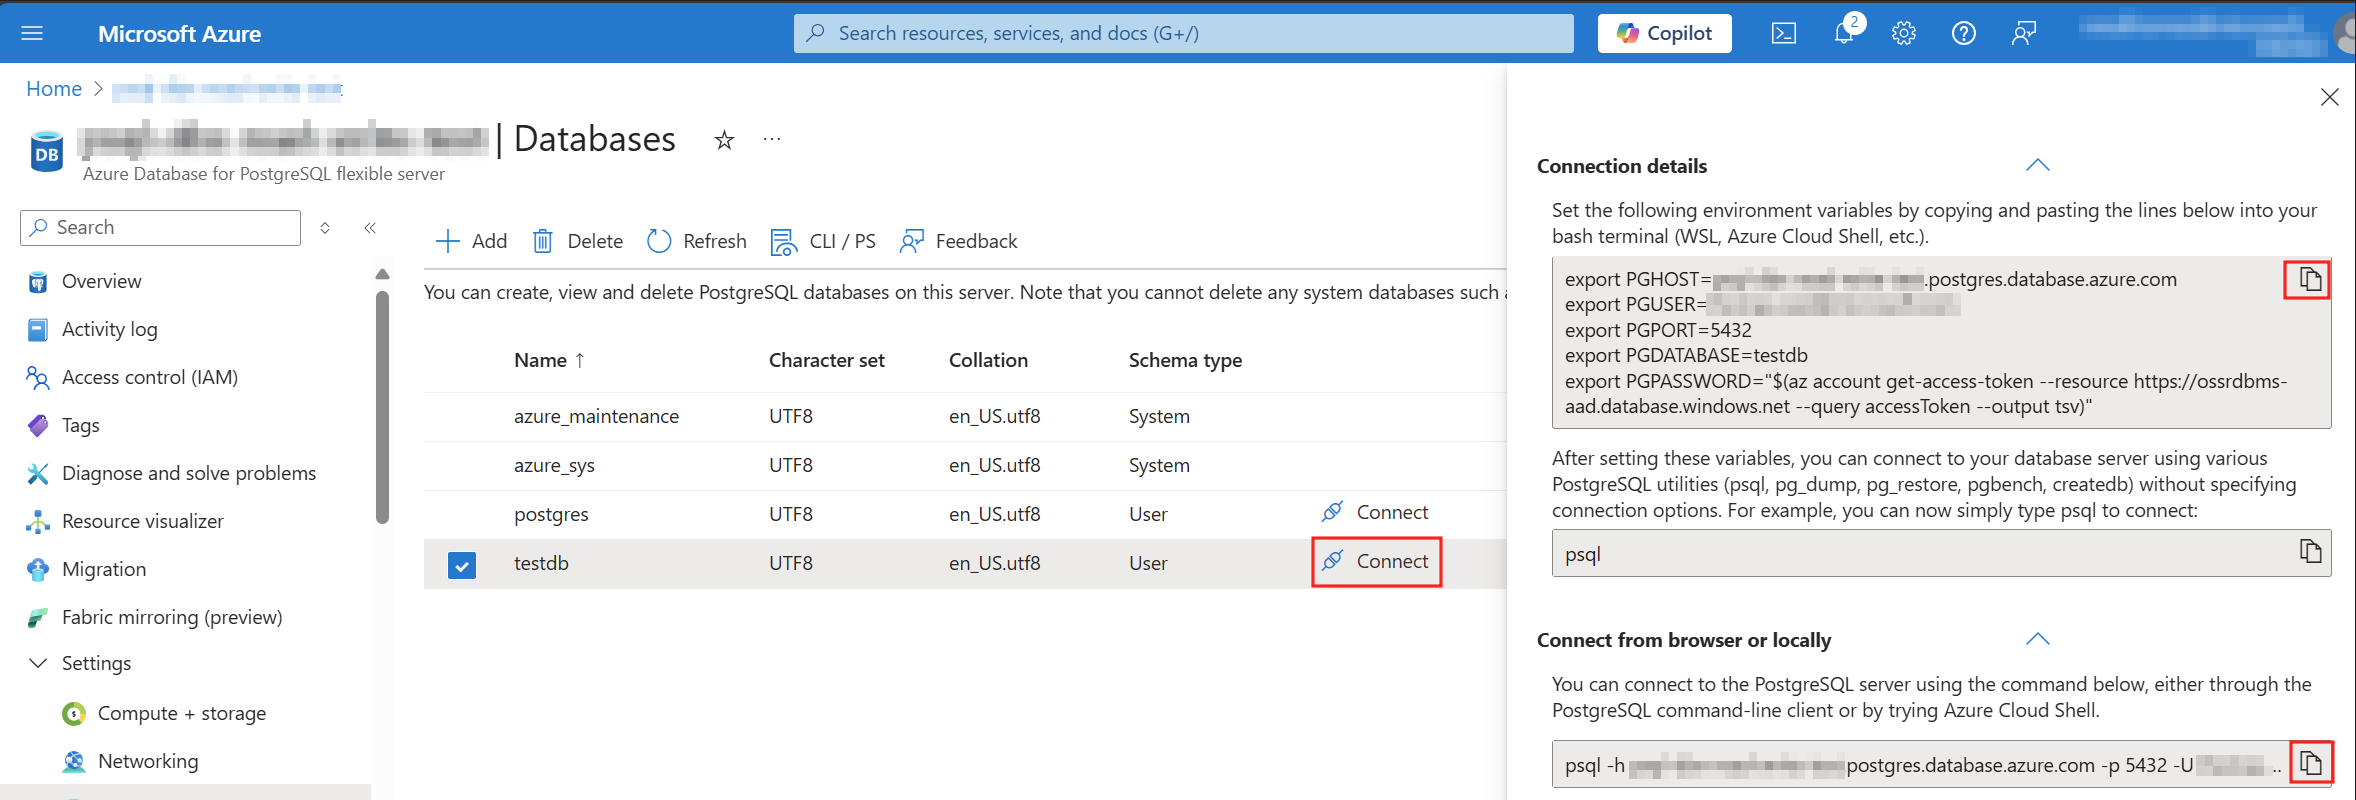 Microsoft Azure
Search resources, services, and docs (G+/)
Copilot
2
Home >
| Databases
DB
Azure Database for PostgreSQL flexible server
Search
Overview
Activity log
Access control (IAM)
Tags
Diagnose and solve problems
Resource visualizer
Migration
Fabric mirroring (preview)
Settings
Compute + storage
Networking
Add Delete Refresh CLI / PS Feedback
You can create, view and delete PostgreSQL databases on this server. Note that you cannot delete any system databases such
Name ↑ Character set Collation Schema type
azure_maintenance UTF8 en_US.utf8 System
azure_sys UTF8 en_US.utf8 System
postgres UTF8 en_US.utf8 User Connect
testdb UTF8 en_US.utf8 User Connect
Connection details
Set the following environment variables by copying and pasting the lines below into your
bash terminal (WSL, Azure Cloud Shell, etc.).
export PGHOST= .postgres.database.azure.com
export PGUSER=
export PGPORT=5432
export PGDATABASE=testdb
export PGPASSWORD="$(az account get-access-token --resource https://ossrdbms-
aad.database.windows.net --query accessToken --output tsv)"
After setting these variables, you can connect to your database server using various
PostgreSQL utilities (psql, pg_dump, pg_restore, pgbench, createdb) without specifying
connection options. For example, you can now simply type psql to connect:
psql
Connect from browser or locally
You can connect to the PostgreSQL server using the command below, either through the
PostgreSQL command-line client or by trying Azure Cloud Shell.
psql -h postgres.database.azure.com -p 5432 -U ..